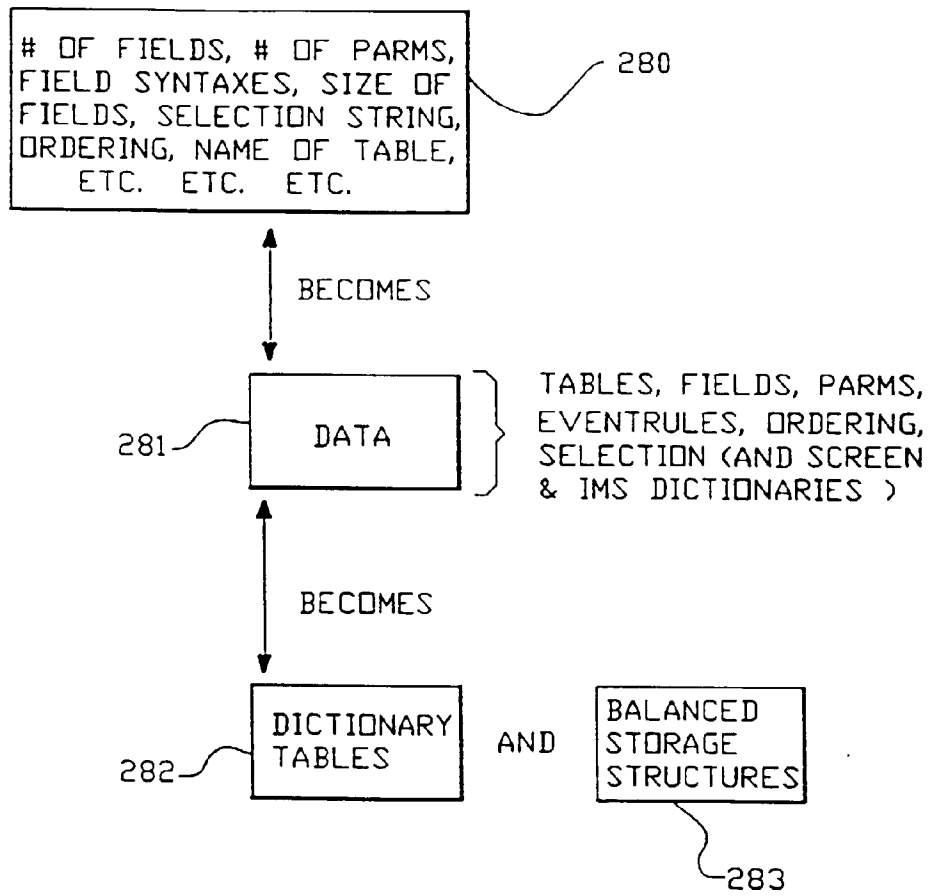 # OF FIELDS, # OF PARMS,
FIELD SYNTAXES, SIZE OF
FIELDS, SELECTION STRING,
ORDERING, NAME OF TABLE,
ETC. ETC. ETC.
280
BECOMES
DATA
281
TABLES, FIELDS, PARMS,
EVENTRULES, ORDERING,
SELECTION (AND SCREEN
& IMS DICTIONARIES )
BECOMES
DICTIONARY
TABLES
282
AND
BALANCED
STORAGE
STRUCTURES
283